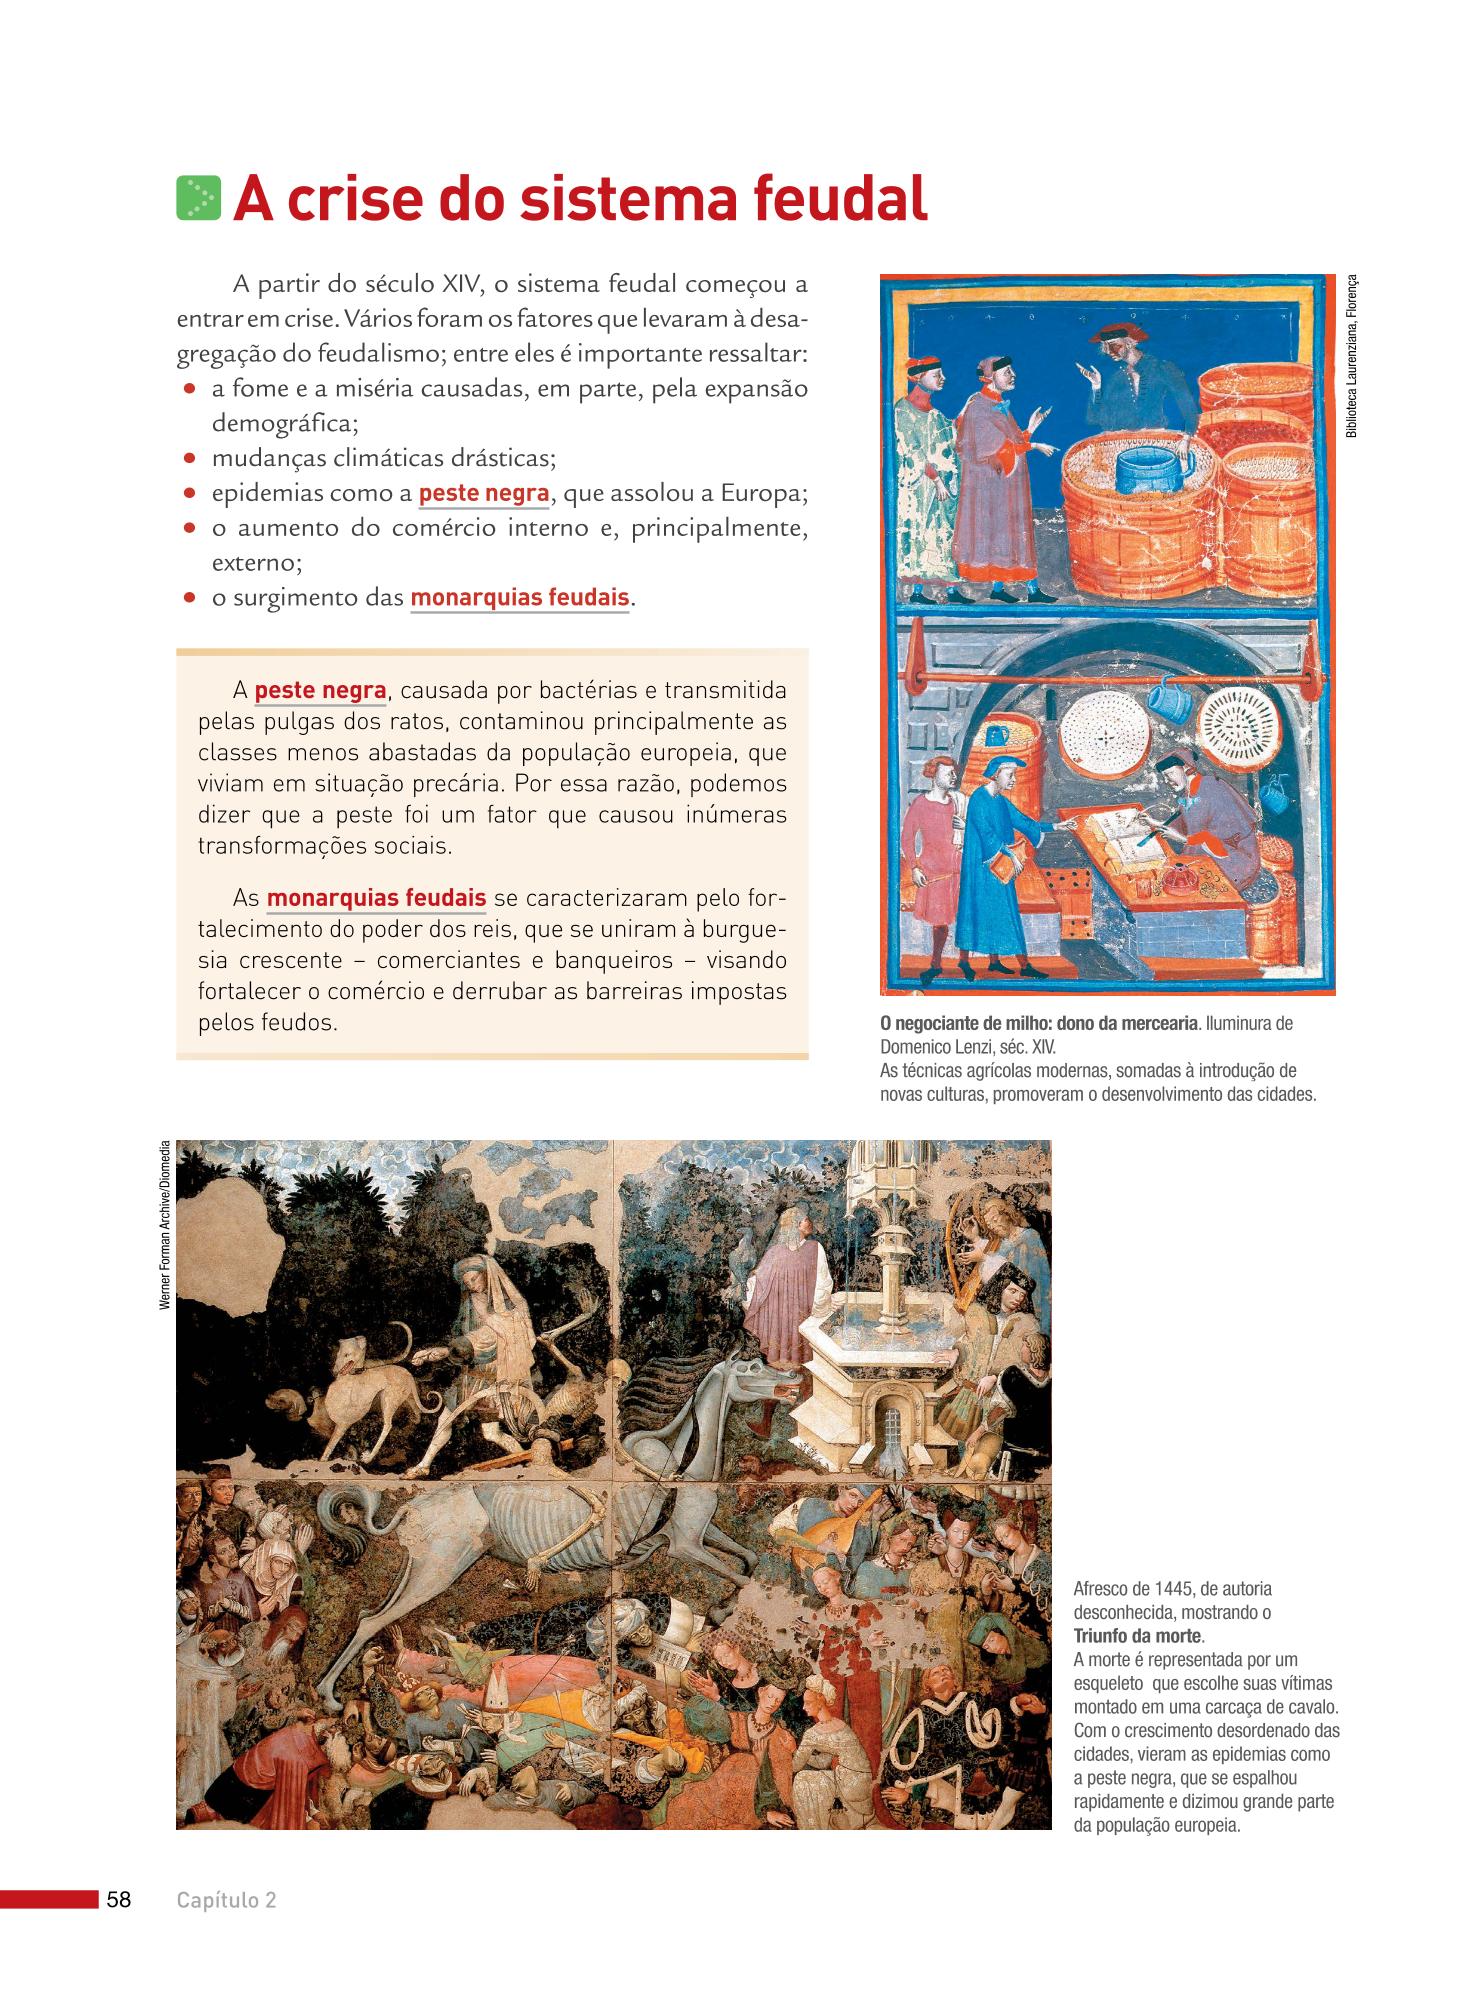 A crise do sistema feudal
A partir do século XIV, o sistema feudal começou a
entrar em crise. Vários foram os fatores que levaram à desa-
gregação do feudalismo; entre eles é importante ressaltar:
• a fome e a miséria causadas, em parte, pela expansão
demográfica;
• mudanças climáticas drásticas;
• epidemias como a peste negra, que assolou a Europa;
• o aumento do comércio interno e, principalmente,
externo;
• o surgimento das monarquias feudais.
A peste negra, causada por bactérias e transmitida
pelas pulgas dos ratos, contaminou principalmente as
classes menos abastadas da população europeia, que
viviam em situação precária. Por essa razão, podemos
dizer que a peste foi um fator que causou inúmeras
transformações sociais.
As monarquias feudais se caracterizaram pelo for-
talecimento do poder dos reis, que se uniram à burgue-
sia crescente – comerciantes e banqueiros – visando
fortalecer o comércio e derrubar as barreiras impostas
pelos feudos.
Biblioteca Laurenziana, Florença
O negociante de milho: dono da mercearia. Iluminura de
Domenico Lenzi, séc. XIV.
As técnicas agrícolas modernas, somadas à introdução de
novas culturas, promoveram o desenvolvimento das cidades.
Werner Forman Archive/Diomedia
Afresco de 1445, de autoria
desconhecida, mostrando o
Triunfo da morte.
A morte é representada por um
esqueleto que escolhe suas vítimas
montado em uma carcaça de cavalo.
Com o crescimento desordenado das
cidades, vieram as epidemias como
a peste negra, que se espalhou
rapidamente e dizimou grande parte
da população europeia.
58 Capítulo 2